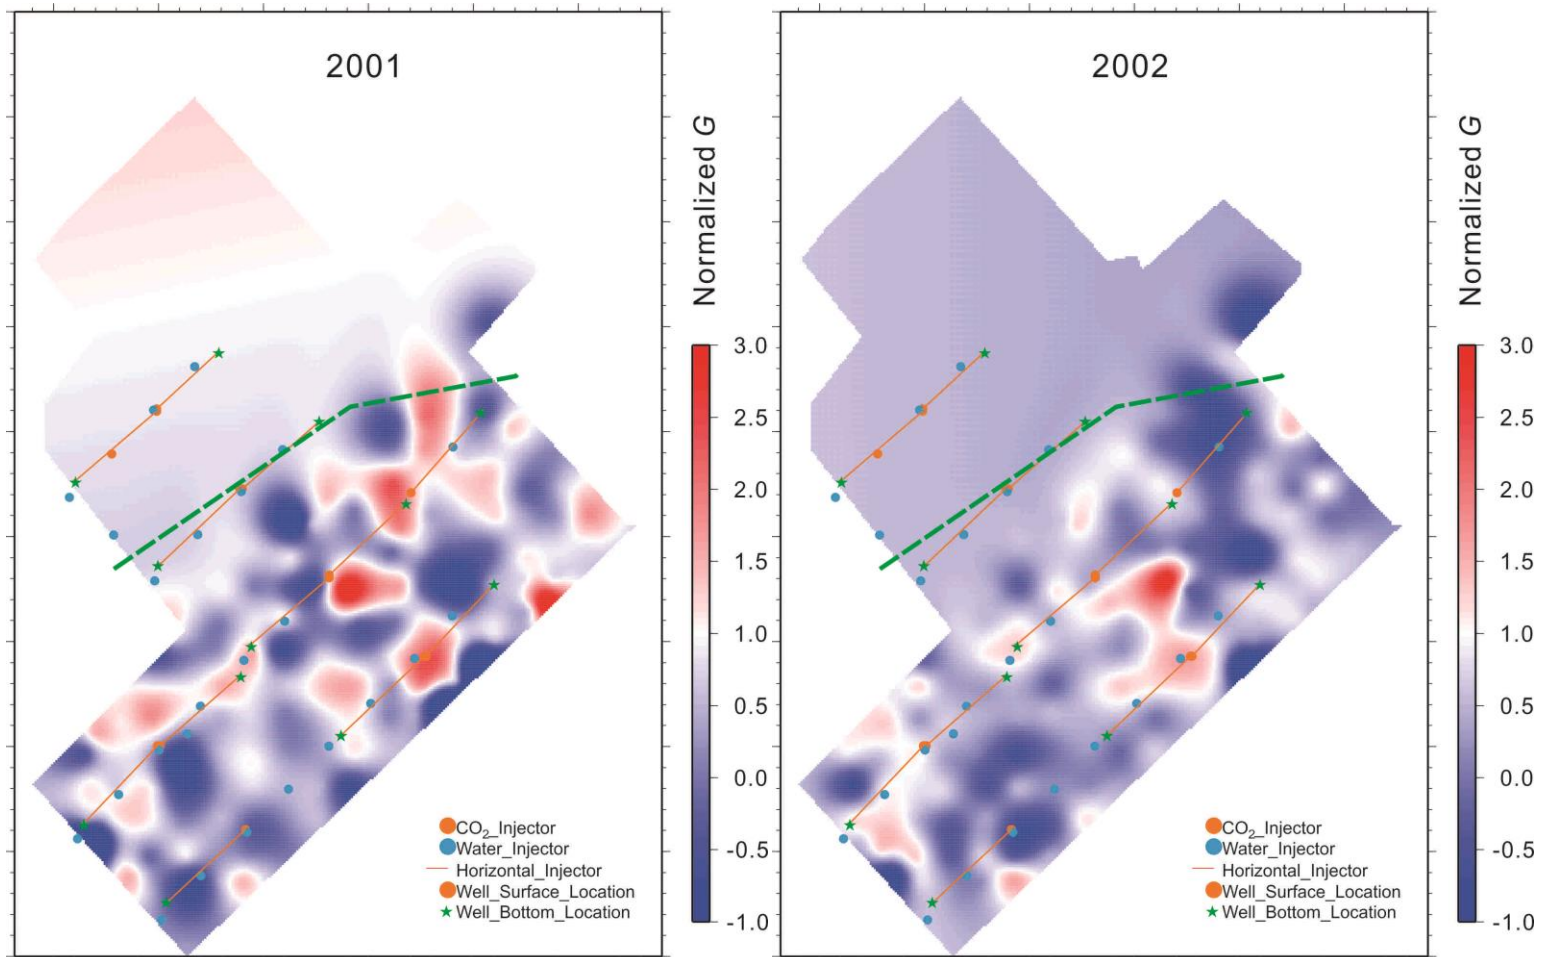 2001
Normalized G
3.0
2.5
2.0
1.5
1.0
0.5
0.0
-0.5
-1.0
CO₂_Injector
Water_Injector
Horizontal_Injector
Well_Surface_Location
Well_Bottom_Location
2002
Normalized G
3.0
2.5
2.0
1.5
1.0
0.5
0.0
-0.5
-1.0
CO₂_Injector
Water_Injector
Horizontal_Injector
Well_Surface_Location
Well_Bottom_Location